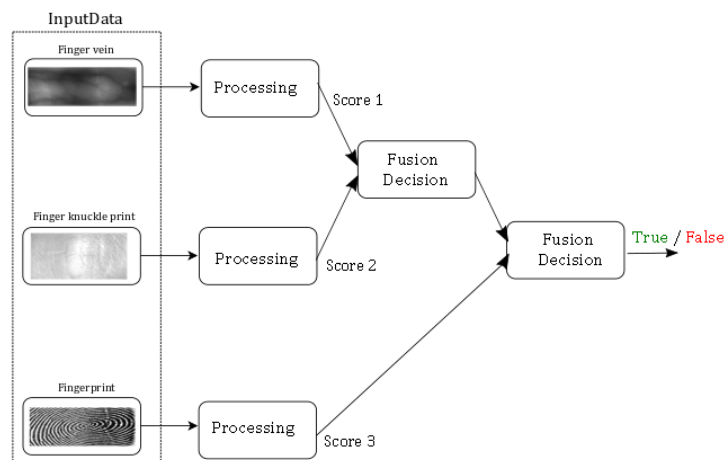 InputData
Finger vein
Processing
Score 1
Fusion
Decision
Finger knuckle print
Processing
Score 2
Fusion
Decision
True / False
Fingerprint
Processing
Score 3